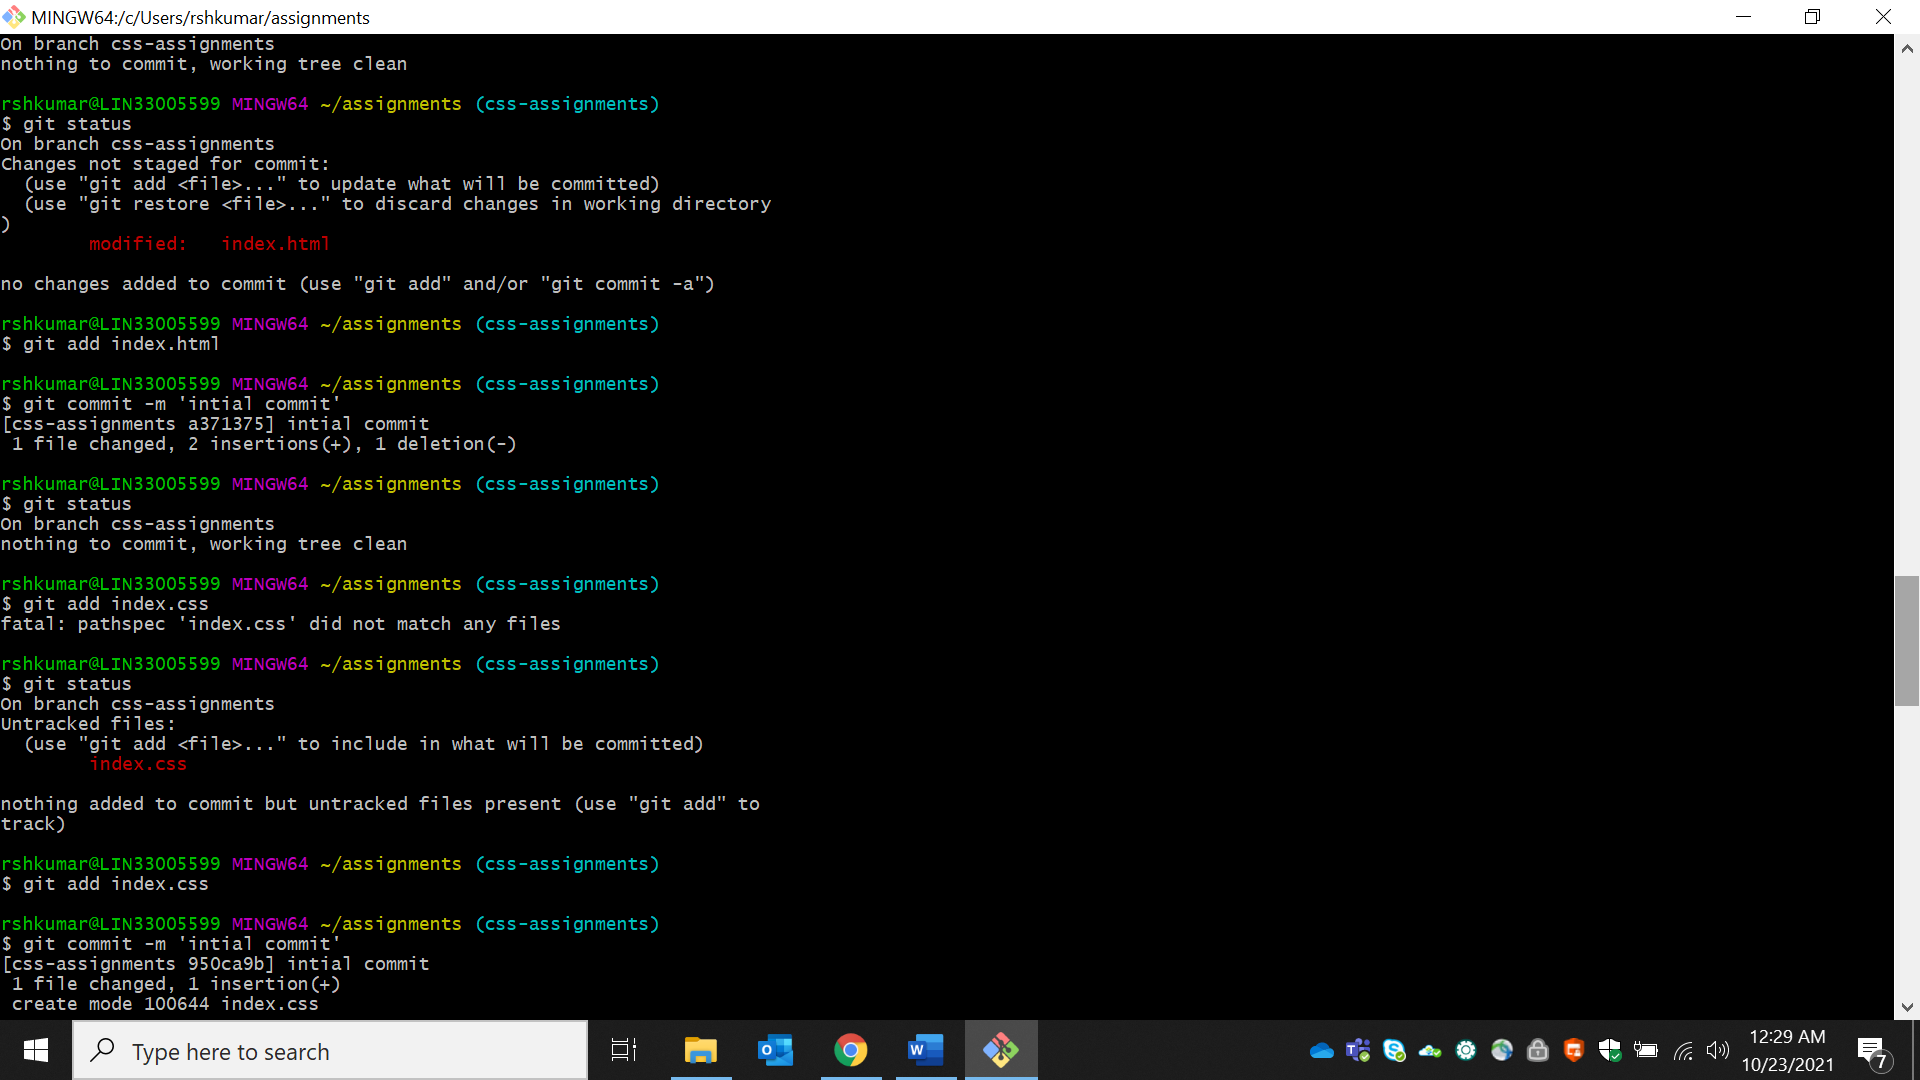 MINGW64:/c/Users/rshkumar/assignments
On branch css-assignments
nothing to commit, working tree clean
rshkumar@LIN33005599 MINGW64 ~/assignments (css-assignments)
$ git status
On branch css-assignments
Changes not staged for commit:
(use "git add <file>..." to update what will be committed)
(use "git restore <file>..." to discard changes in working directory
)
modified:   index.html
no changes added to commit (use "git add" and/or "git commit -a")
rshkumar@LIN33005599 MINGW64 ~/assignments (css-assignments)
$ git add index.html
rshkumar@LIN33005599 MINGW64 ~/assignments (css-assignments)
$ git commit -m 'intial commit'
[css-assignments a371375] intial commit
1 file changed, 2 insertions(+), 1 deletion(-)
rshkumar@LIN33005599 MINGW64 ~/assignments (css-assignments)
$ git status
On branch css-assignments
nothing to commit, working tree clean
rshkumar@LIN33005599 MINGW64 ~/assignments (css-assignments)
$ git add index.css
fatal: pathspec 'index.css' did not match any files
rshkumar@LIN33005599 MINGW64 ~/assignments (css-assignments)
$ git status
On branch css-assignments
Untracked files:
(use "git add <file>..." to include in what will be committed)
index.css
nothing added to commit but untracked files present (use "git add" to
track)
rshkumar@LIN33005599 MINGW64 ~/assignments (css-assignments)
$ git add index.css
rshkumar@LIN33005599 MINGW64 ~/assignments (css-assignments)
$ git commit -m 'intial commit'
[css-assignments 950ca9b] intial commit
1 file changed, 1 insertion(+)
create mode 100644 index.css
Type here to search
12:29 AM
10/23/2021
7